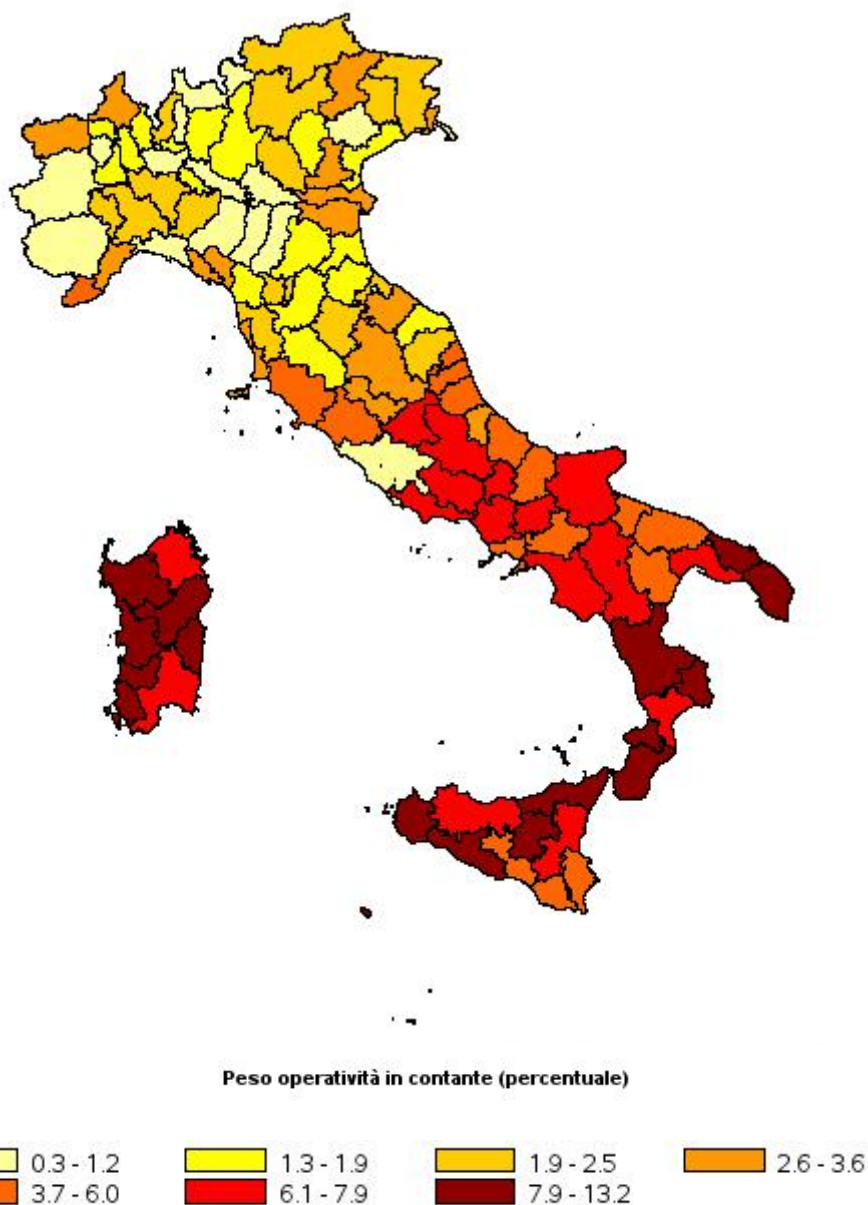 Peso operatività in contante (percentuale)
0.3 - 1.2 1.3 - 1.9 1.9 - 2.5 2.6 - 3.6
3.7 - 6.0 6.1 - 7.9 7.9 - 13.2